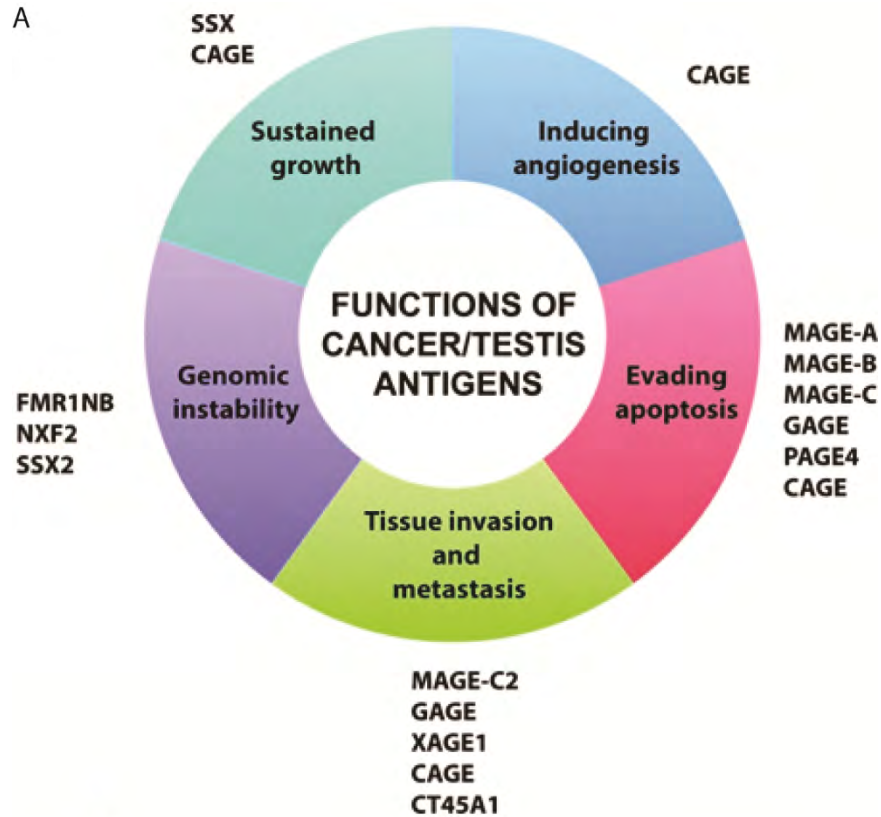 A
SSX
CAGE
CAGE
Sustained
growth
Inducing
angiogenesis
FUNCTIONS OF
CANCER/TESTIS
ANTIGENS
Genomic
instability
FMR1NB
NXF2
SSX2
Evading
apoptosis
MAGE-A
MAGE-B
MAGE-C
GAGE
PAGE4
CAGE
Tissue invasion
and
metastasis
MAGE-C2
GAGE
XAGE1
CAGE
CT45A1